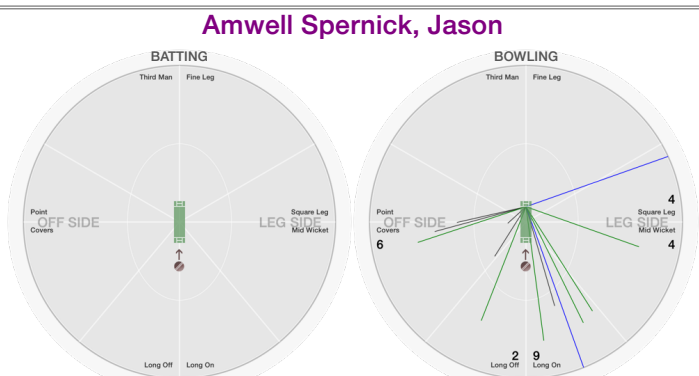 Amwell Spernick, Jason
BATTING
Third Man Fine Leg
Point
OFF SIDE
Covers
Square Leg
LEG SIDE
Mid Wicket
Long Off Long On
BOWLING
Third Man Fine Leg
4
Point
OFF SIDE
Covers
6
Square Leg
LEG SIDE
Mid Wicket
4
2 9
Long Off Long On